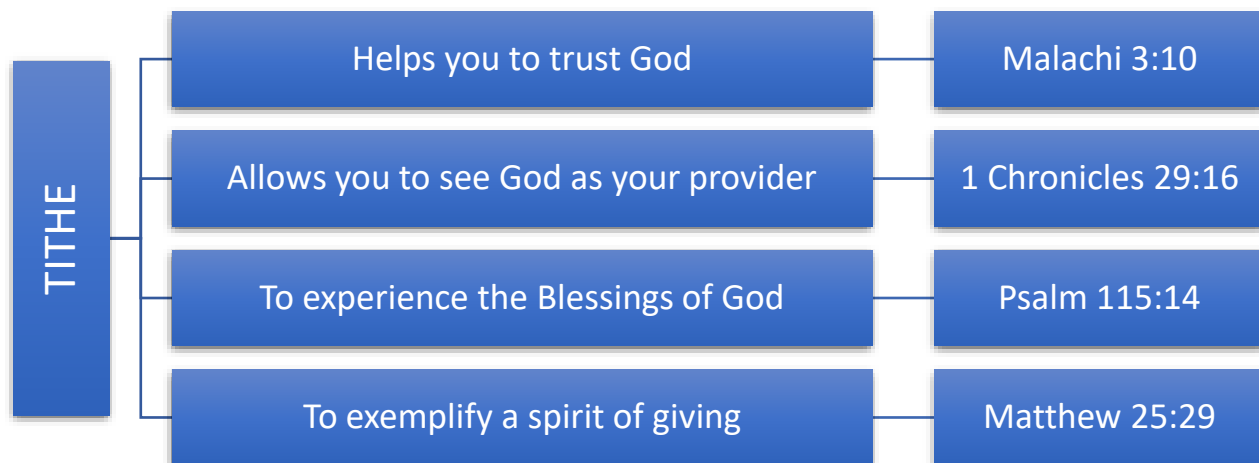 TITHE
Helps you to trust God
Malachi 3:10
Allows you to see God as your provider
1 Chronicles 29:16
To experience the Blessings of God
Psalm 115:14
To exemplify a spirit of giving
Matthew 25:29